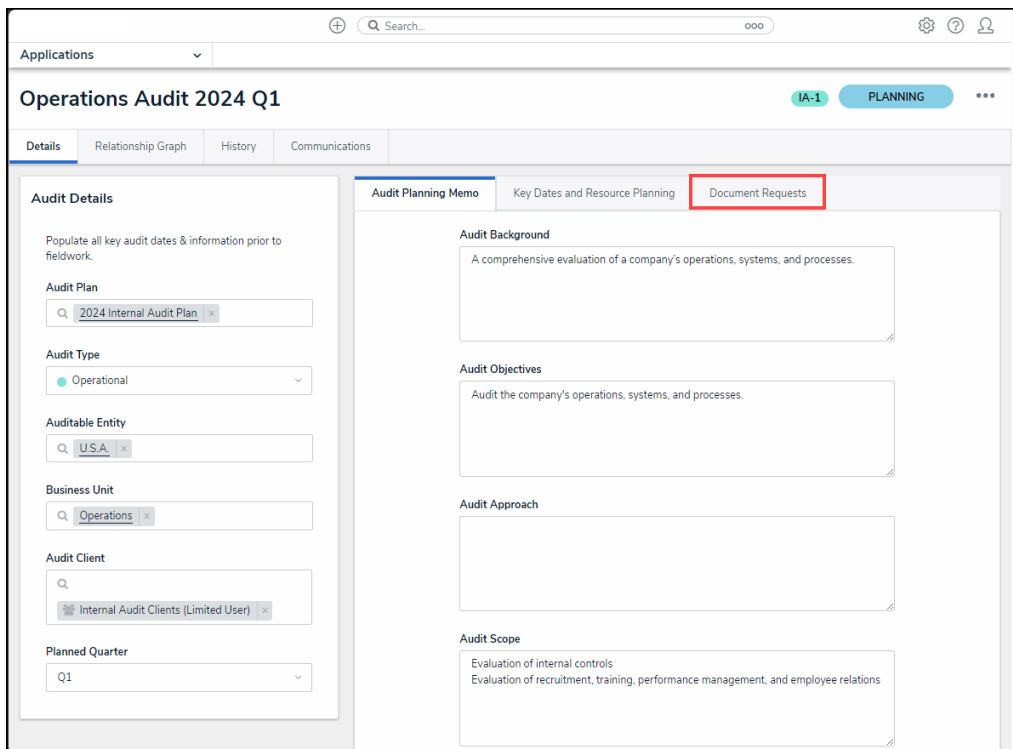 Search...
Applications
Operations Audit 2024 Q1
IA-1
PLANNING
Details
Relationship Graph
History
Communications
Audit Details
Populate all key audit dates & information prior to
fieldwork.
Audit Plan
2024 Internal Audit Plan
Audit Type
Operational
Auditable Entity
U.S.A.
Business Unit
Operations
Audit Client
Internal Audit Clients (Limited User)
Planned Quarter
Q1
Audit Planning Memo
Key Dates and Resource Planning
Document Requests
Audit Background
A comprehensive evaluation of a company's operations, systems, and processes.
Audit Objectives
Audit the company's operations, systems, and processes.
Audit Approach
Audit Scope
Evaluation of internal controls
Evaluation of recruitment, training, performance management, and employee relations